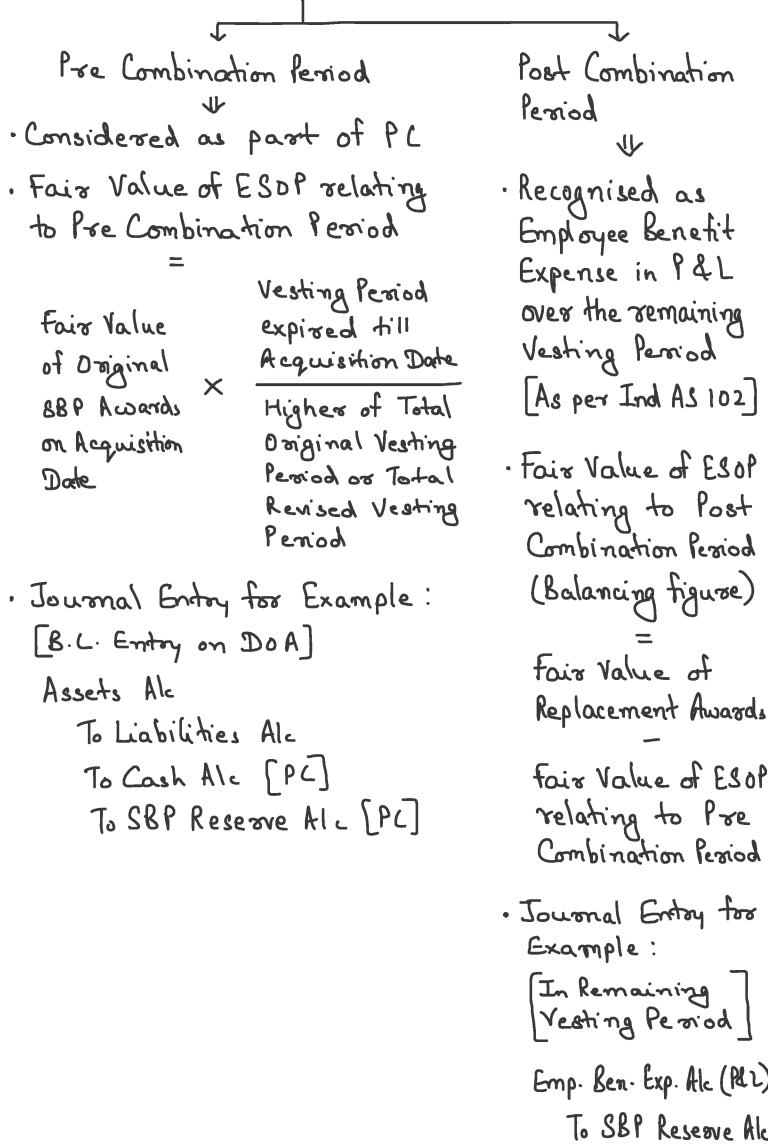 Pre Combination Period
⇓
• Considered as part of PC
• Fair Value of ESOP relating
to Pre Combination Period
=
Fair Value
of Original
SBP Awards
on Acquisition
Date
×
Vesting Period
expired till
Acquisition Date
Higher of Total
Original Vesting
Period or Total
Revised Vesting
Period
• Journal Entry for Example :
[B.C. Entry on DoA]
Assets A/c
To Liabilities A/c
To Cash A/c [PC]
To SBP Reserve A/c [PC]
Post Combination
Period
⇓
• Recognised as
Employee Benefit
Expense in P&L
over the remaining
Vesting Period
[As per Ind AS 102]
• Fair Value of ESOP
relating to Post
Combination Period
(Balancing figure)
=
Fair Value of
Replacement Awards
−
Fair Value of ESOP
relating to Pre
Combination Period
• Journal Entry for
Example :
[In Remaining
Vesting Period]
Emp. Ben. Exp. A/c (P&L)
To SBP Reserve A/c